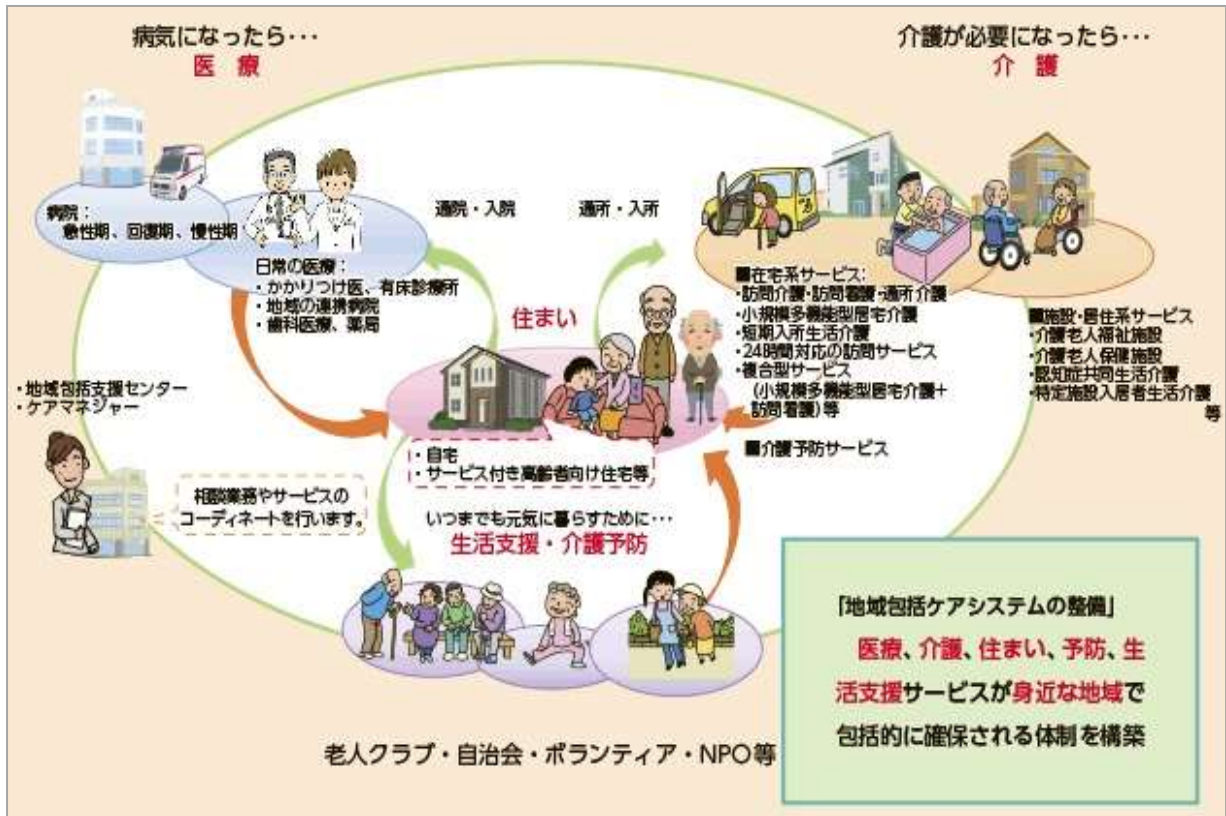 病気になったら・・・
医 療
介護が必要になったら・・・
介 護
病院：
急性期、回復期、慢性期
日常の医療：
・かかりつけ医、有床診療所
・地域の連携病院
・歯科医療、薬局
通院・入院
通所・入所
住まい
■在宅系サービス：
・訪問介護・訪問看護・通所介護
・小規模多機能型居宅介護
・短期入所生活介護
・24時間対応の訪問サービス
・複合型サービス
（小規模多機能型居宅介護＋
訪問看護）等
■介護予防サービス
■施設・居住系サービス
・介護老人福祉施設
・介護老人保健施設
・認知症共同生活介護
・特定施設入居者生活介護
等
・地域包括支援センター
・ケアマネジャー
相談業務やサービスの
コーディネートを行います。
・自宅
・サービス付き高齢者向け住宅等
いつまでも元気に暮らすために・・・
生活支援・介護予防
老人クラブ・自治会・ボランティア・NPO等
「地域包括ケアシステムの整備」
医療、介護、住まい、予防、生
活支援サービスが身近な地域で
包括的に確保される体制を構築